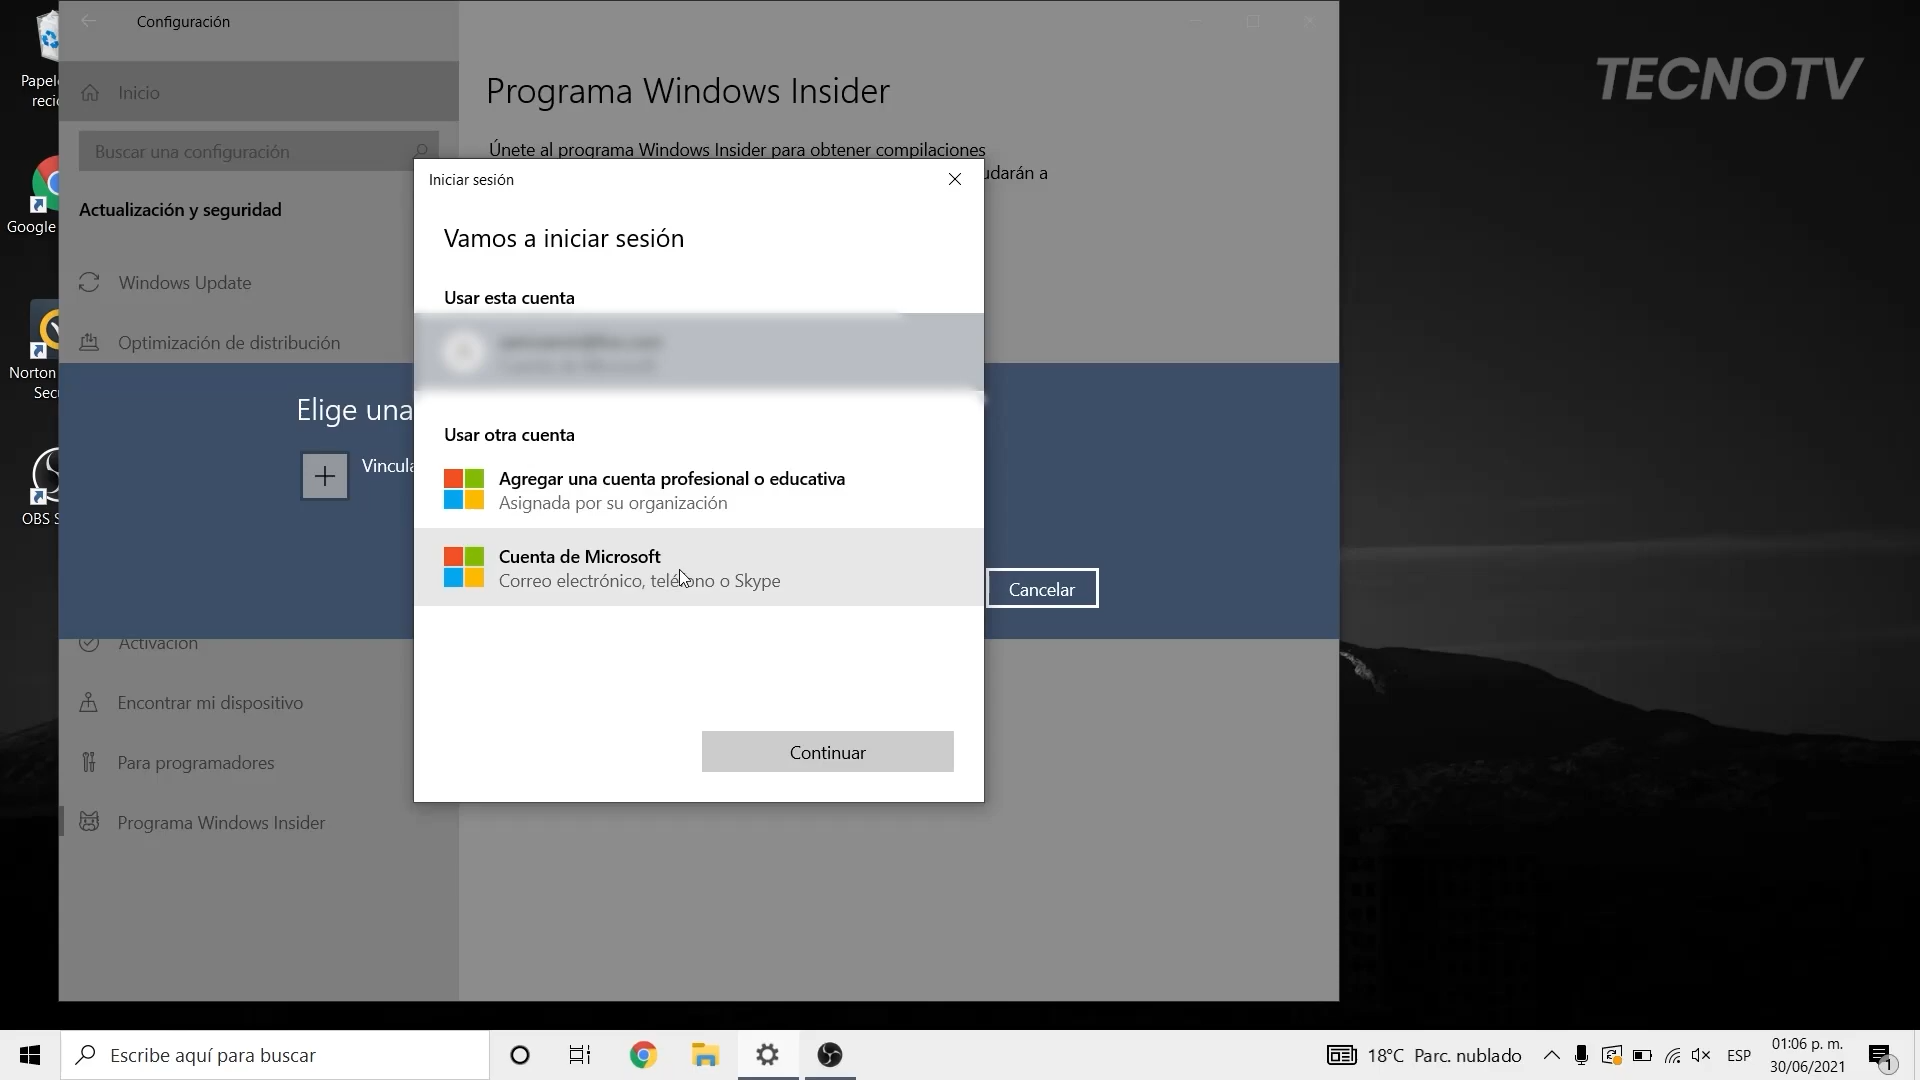 Configuración
Inicio
Buscar una configuración
Actualización y seguridad
Windows Update
Optimización de distribución
Activación
Encontrar mi dispositivo
Para programadores
Programa Windows Insider
Programa Windows Insider
Únete al programa Windows Insider para obtener compilaciones
udarán a
Elige una
Vincula
Cancelar
Iniciar sesión
Vamos a iniciar sesión
Usar esta cuenta
Usar otra cuenta
Agregar una cuenta profesional o educativa
Asignada por su organización
Cuenta de Microsoft
Correo electrónico, teléfono o Skype
Continuar
TECNOTV
Papel
reci
Google
Norton
Sec
OBS S
Escribe aquí para buscar
18°C Parc. nublado
ESP
01:06 p. m.
30/06/2021
1